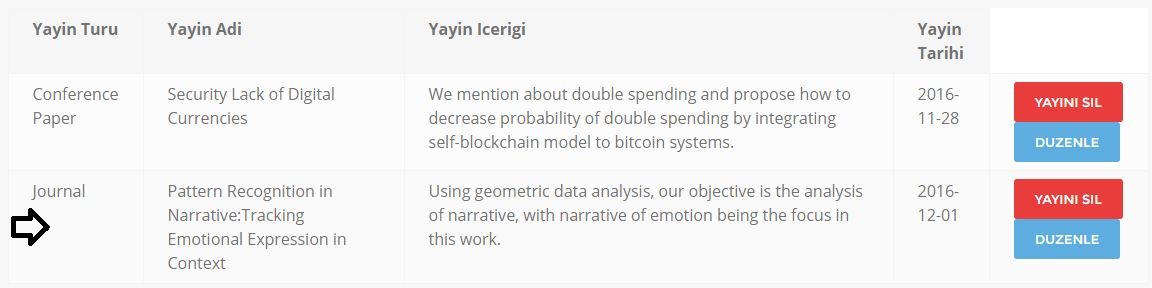 Yayin Turu
Yayin Adi
Yayin Icerigi
Yayin
Tarihi
Conference
Paper
Security Lack of Digital
Currencies
We mention about double spending and propose how to
decrease probability of double spending by integrating
self-blockchain model to bitcoin systems.
2016-
11-28
YAYINI SIL
DUZENLE
Journal
Pattern Recognition in
Narrative:Tracking
Emotional Expression in
Context
Using geometric data analysis, our objective is the analysis
of narrative, with narrative of emotion being the focus in
this work.
2016-
12-01
YAYINI SIL
DUZENLE